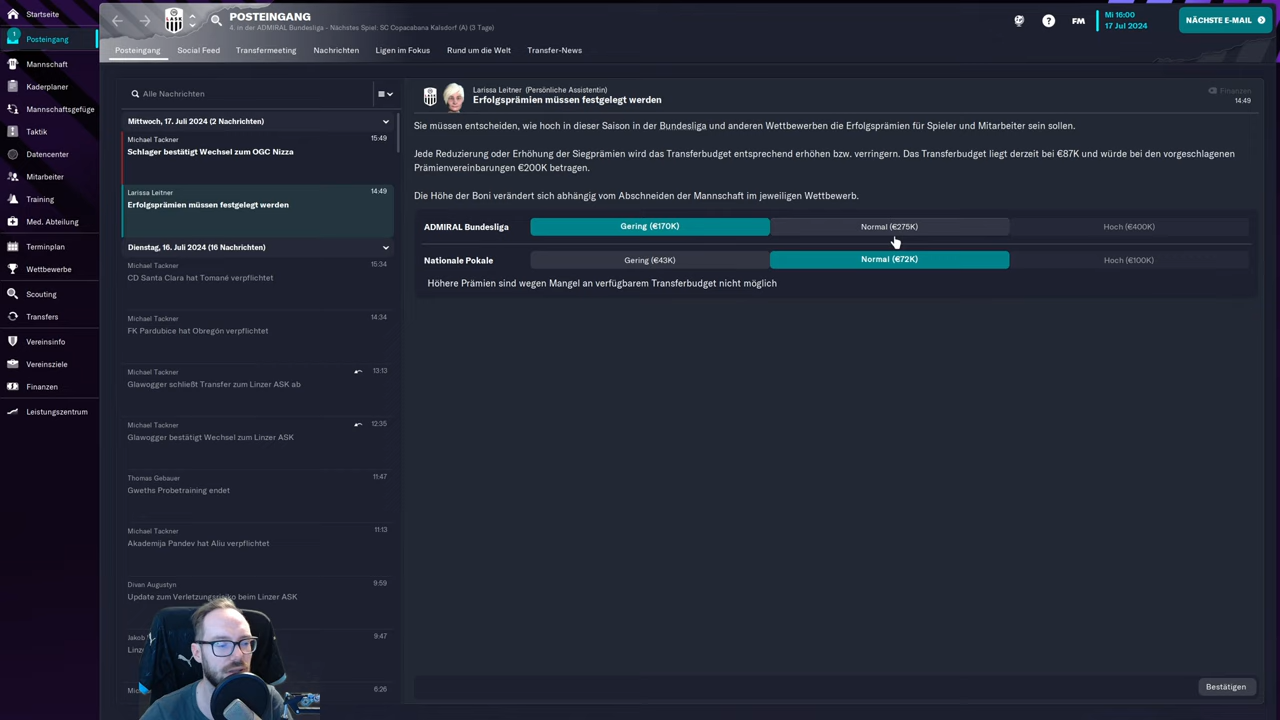 Startseite
1
Posteingang
Mannschaft
Kaderplaner
Mannschaftsgefüge
Taktik
Datencenter
Mitarbeiter
Training
Med. Abteilung
Terminplan
Wettbewerbe
Scouting
Transfers
Vereinsinfo
Vereinsziele
Finanzen
Leistungszentrum
POSTEINGANG
4. in der ADMIRAL Bundesliga - Nächstes Spiel: SC Copacabana Kalsdorf (A) (3 Tage)
FM
Mi 16:00
17 Jul 2024
NÄCHSTE E-MAIL
Posteingang
Social Feed
Transfermeeting
Nachrichten
Ligen im Fokus
Rund um die Welt
Transfer-News
Alle Nachrichten
Mittwoch, 17. Juli 2024 (2 Nachrichten)
Michael Tackner 15:49
Schlager bestätigt Wechsel zum OGC Nizza
Larissa Leitner 14:49
Erfolgsprämien müssen festgelegt werden
Dienstag, 16. Juli 2024 (16 Nachrichten)
Michael Tackner 15:34
CD Santa Clara hat Tomané verpflichtet
Michael Tackner 14:34
FK Pardubice hat Obregón verpflichtet
Michael Tackner 13:13
Glawogger schließt Transfer zum Linzer ASK ab
Michael Tackner 12:35
Glawogger bestätigt Wechsel zum Linzer ASK
Thomas Gebauer 11:47
Gweths Probetraining endet
Michael Tackner 11:13
Akademija Pandev hat Aliu verpflichtet
Divan Augustyn 9:59
Update zum Verletzungsrisiko beim Linzer ASK
Jakob 9:47
6:26
Larissa Leitner (Persönliche Assistentin)
Erfolgsprämien müssen festgelegt werden
Finanzen
14:49
Sie müssen entscheiden, wie hoch in dieser Saison in der Bundesliga und anderen Wettbewerben die Erfolgsprämien für Spieler und Mitarbeiter sein sollen.
Jede Reduzierung oder Erhöhung der Siegprämien wird das Transferbudget entsprechend erhöhen bzw. verringern. Das Transferbudget liegt derzeit bei €87K und würde bei den vorgeschlagenen
Prämienvereinbarungen €200K betragen.
Die Höhe der Boni verändert sich abhängig vom Abschneiden der Mannschaft im jeweiligen Wettbewerb.
ADMIRAL Bundesliga Gering (€170K) Normal (€275K) Hoch (€400K)
Nationale Pokale Gering (€43K) Normal (€72K) Hoch (€100K)
Höhere Prämien sind wegen Mangel an verfügbarem Transferbudget nicht möglich
Bestätigen